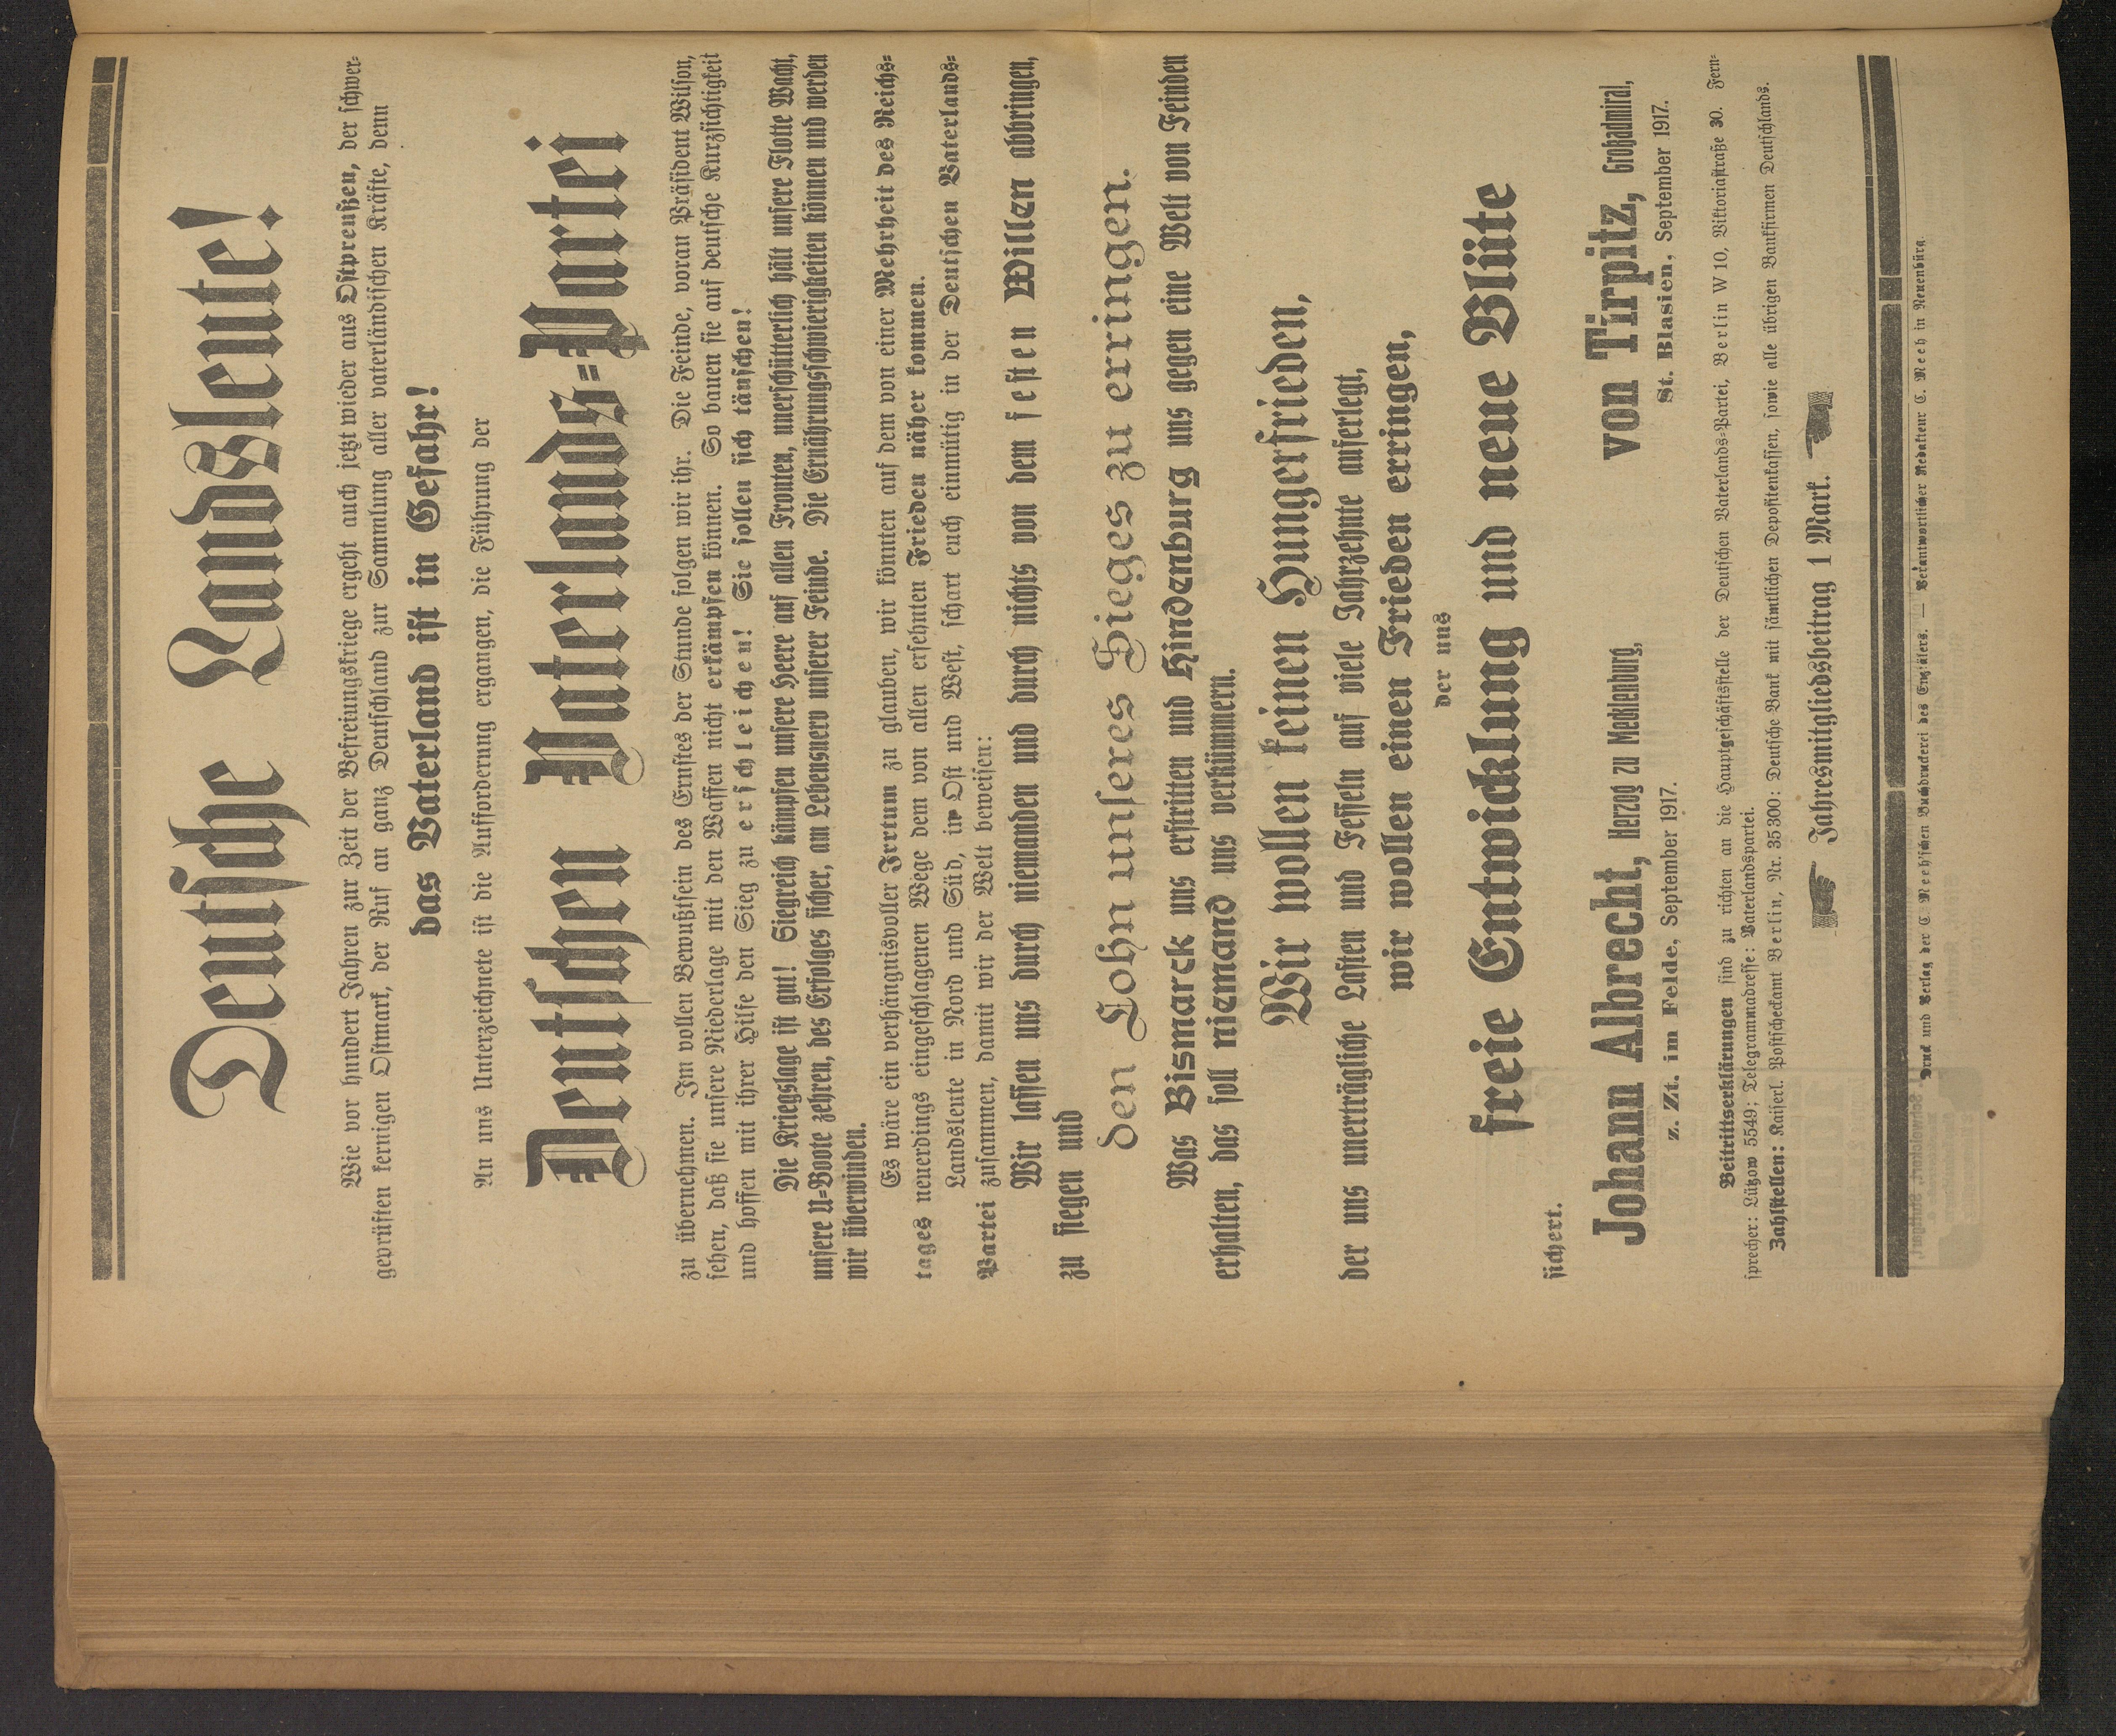 Deutsche Landsleute!
Wie vor hundert Jahren zur Zeit der Befreiungskriege ergeht auch jetzt wieder aus Ostpreußen, der schwer-
geprüften kernigen Ostmark, der Ruf an ganz Deutschland zur Sammlung aller vaterländischen Kräfte, denn
das Vaterland ist in Gefahr!
An uns Unterzeichnete ist die Aufforderung ergangen, die Führung der
Deutschen Vaterlands-Partei
zu übernehmen. Im vollen Bewußtsein des Ernstes der Stunde folgen wir ihr. Die Feinde, voran Präsident Wilson,
sehen, daß sie unsere Niederlage mit den Waffen nicht erkämpfen können. So bauen sie auf deutsche Kurzsichtigkeit
und hoffen mit ihrer Hilfe den Sieg zu erschleichen! Sie sollen sich täuschen!
Die Kriegslage ist gut! Siegreich kämpfen unsere Heere auf allen Fronten, unerschütterlich hält unsere Flotte Wacht,
unsere U-Boote zehren, des Erfolges sicher, am Lebensnerv unserer Feinde. Die Ernährungsschwierigkeiten können und werden
wir überwinden.
Es wäre ein verhängnisvoller Irrtum zu glauben, wir könnten auf dem von einer Mehrheit des Reichs-
tages neuerdings eingeschlagenen Wege dem von allen ersehnten Frieden näher kommen.
Landsleute in Nord und Süd, in Ost und West, schart euch einmütig in der Deutschen Vaterlands-
Partei zusammen, damit wir der Welt beweisen:
Wir lassen uns durch niemanden und durch nichts von dem festen Willen abbringen,
zu siegen und
den Lohn unseres Sieges zu erringen.
Was Bismarck uns erstritten und Hindenburg uns gegen eine Welt von Feinden
erhalten, das soll niemand uns verkümmern.
Wir wollen keinen Hungerfrieden,
der uns unerträgliche Lasten und Fesseln auf viele Jahrzehnte auferlegt,
wir wollen einen Frieden erringen,
der uns
freie Entwicklung und neue Blüte
sichert.
Johann Albrecht, Herzog zu Mecklenburg, von Tirpitz, Großadmiral,
z. Zt. im Felde, September 1917. St. Blasien, September 1917.
Beitrittserklärungen sind zu richten an die Hauptgeschäftsstelle der Deutschen Vaterlands-Partei, Berlin W 10, Viktoriastraße 30. Fern-
sprecher: Lützow 5549; Telegrammadresse: Vaterlandspartei.
Zahlstellen: Kaiserl. Postscheckamt Berlin, Nr. 35300: Deutsche Bank mit sämtlichen Depositenkassen, sowie alle übrigen Bankfirmen Deutschlands.
Jahresmitgliedsbeitrag 1 Mark.
Druck und Verlag der C. Meeh'schen Buchdruckerei des Enztälers. — Verantwortlicher Redakteur C. Meeh in Neuenbürg.